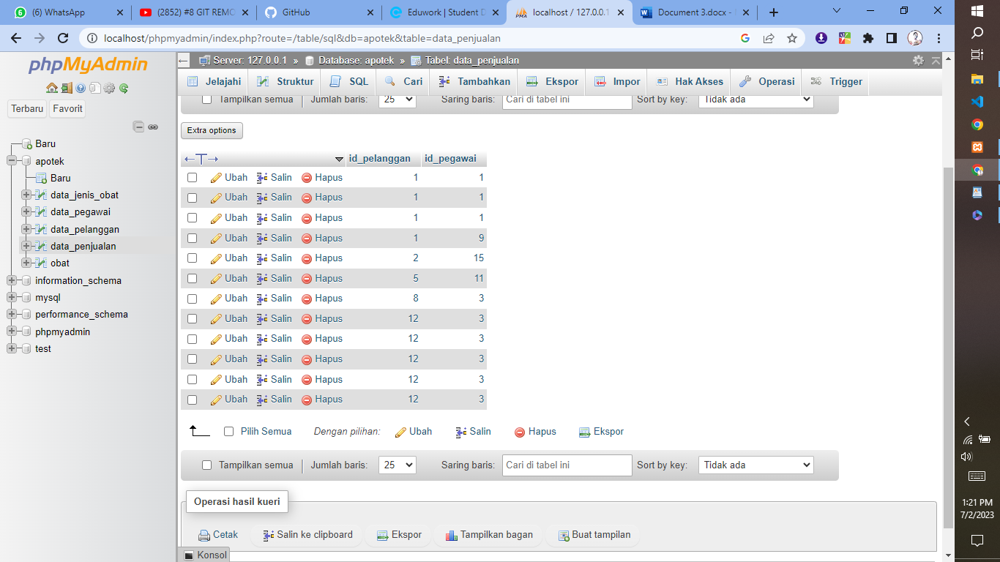 (6) WhatsApp
(2852) #8 GIT REMO
GitHub
Eduwork | Student D
localhost / 127.0.0.1
Document 3.docx -
localhost/phpmyadmin/index.php?route=/table/sql&db=apotek&table=data_penjualan
phpMyAdmin
Terbaru Favorit
Baru
apotek
Baru
data_jenis_obat
data_pegawai
data_pelanggan
data_penjualan
obat
information_schema
mysql
performance_schema
phpmyadmin
test
Server: 127.0.0.1 » Database: apotek » Tabel: data_penjualan
Jelajahi Struktur SQL Cari Tambahkan Ekspor Impor Hak Akses Operasi Trigger
Tampilkan semua Jumlah baris: 25 Saring baris: Cari di tabel ini Sort by key: Tidak ada
Extra options
←T→ id_pelanggan id_pegawai
Ubah Salin Hapus 1 1
Ubah Salin Hapus 1 1
Ubah Salin Hapus 1 1
Ubah Salin Hapus 1 9
Ubah Salin Hapus 2 15
Ubah Salin Hapus 5 11
Ubah Salin Hapus 8 3
Ubah Salin Hapus 12 3
Ubah Salin Hapus 12 3
Ubah Salin Hapus 12 3
Ubah Salin Hapus 12 3
Ubah Salin Hapus 12 3
Pilih Semua Dengan pilihan: Ubah Salin Hapus Ekspor
Tampilkan semua Jumlah baris: 25 Saring baris: Cari di tabel ini Sort by key: Tidak ada
Operasi hasil kueri
Cetak Salin ke clipboard Ekspor Tampilkan bagan Buat tampilan
Konsol
1:21 PM
7/2/2023